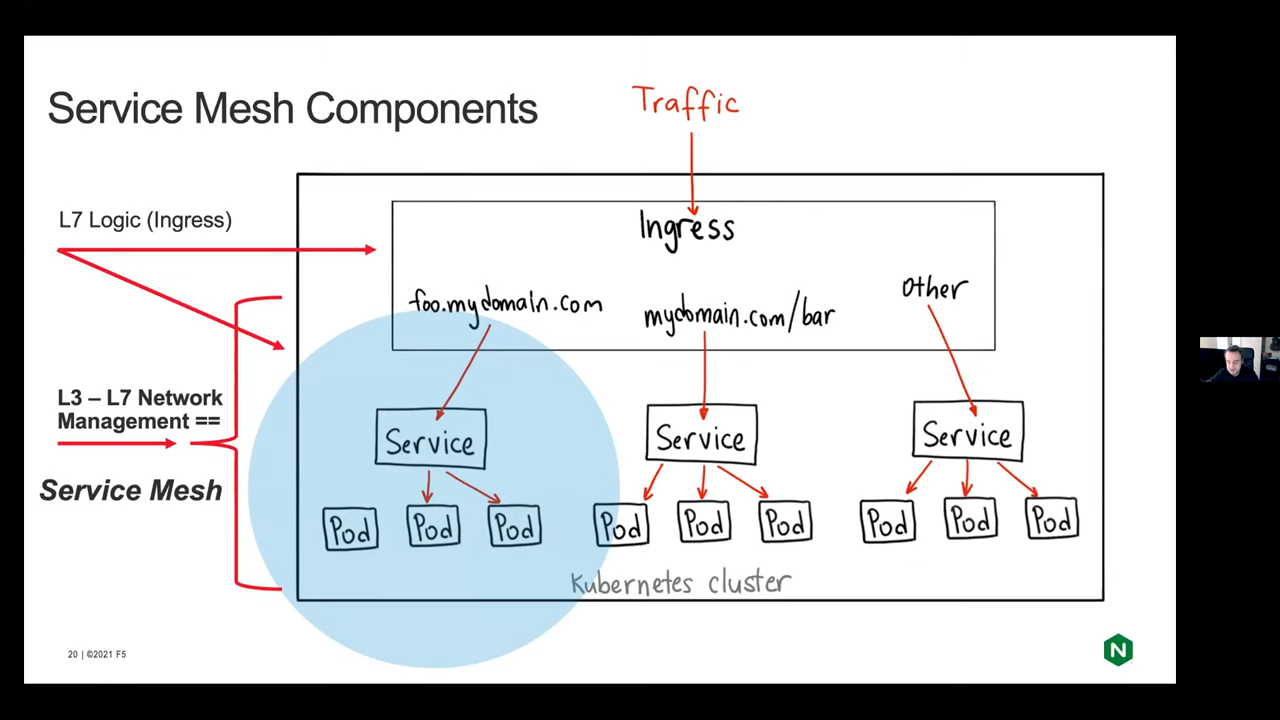 Service Mesh Components
Traffic
L7 Logic (Ingress)
Ingress
foo.mydomain.com
mydomain.com/bar
Other
L3 – L7 Network
Management ==
Service Mesh
Service
Service
Service
Pod
Pod
Pod
Pod
Pod
Pod
Pod
Pod
Pod
Kubernetes cluster
20 | ©2021 F5
N